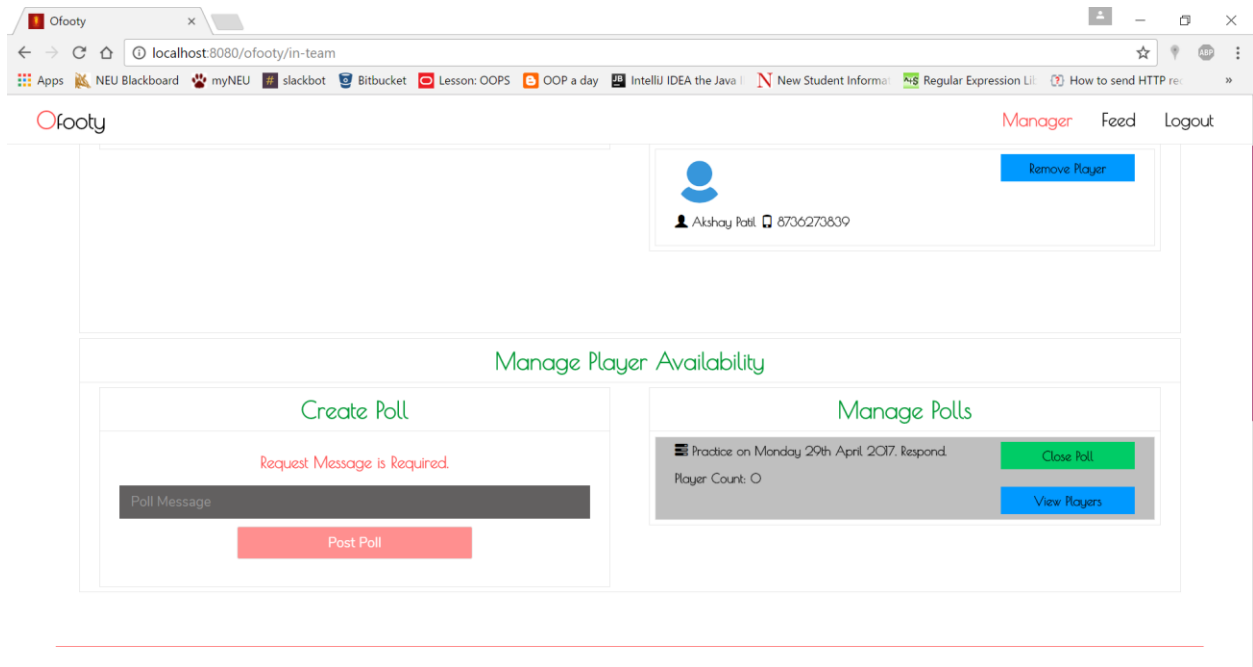 Ofooty
localhost:8080/ofooty/in-team
ABP
Apps NEU Blackboard myNEU # slackbot Bitbucket Lesson: OOPS OOP a day IntelliJ IDEA the Java New Student Informa Regular Expression Li How to send HTTP re »
Ofooty
Manager Feed Logout
Remove Player
Akshay Patil 8736273839
Manage Player Availability
Create Poll
Request Message is Required.
Poll Message
Post Poll
Manage Polls
Practice on Monday 29th April 2017. Respond.
Close Poll
Player Count: 0
View Players